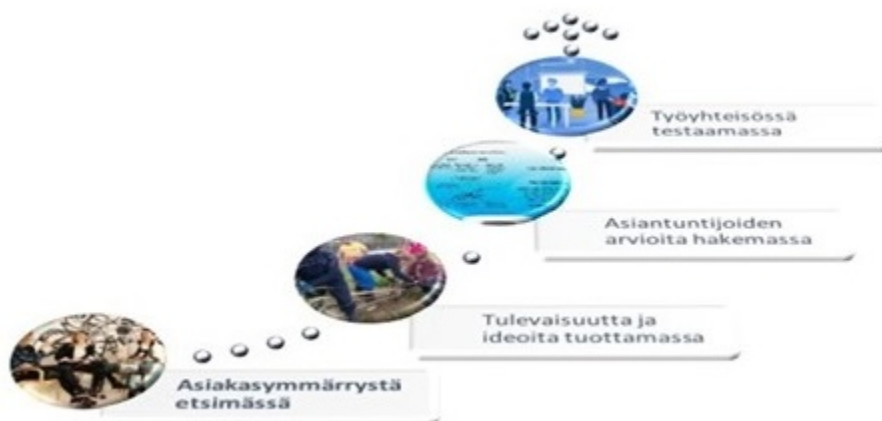 Työyhteisössä
testaamassa
Asiantuntijoiden
arvioita hakemassa
Tulevaisuutta ja
ideoita tuottamassa
Asiakasymmärrystä
etsimässä